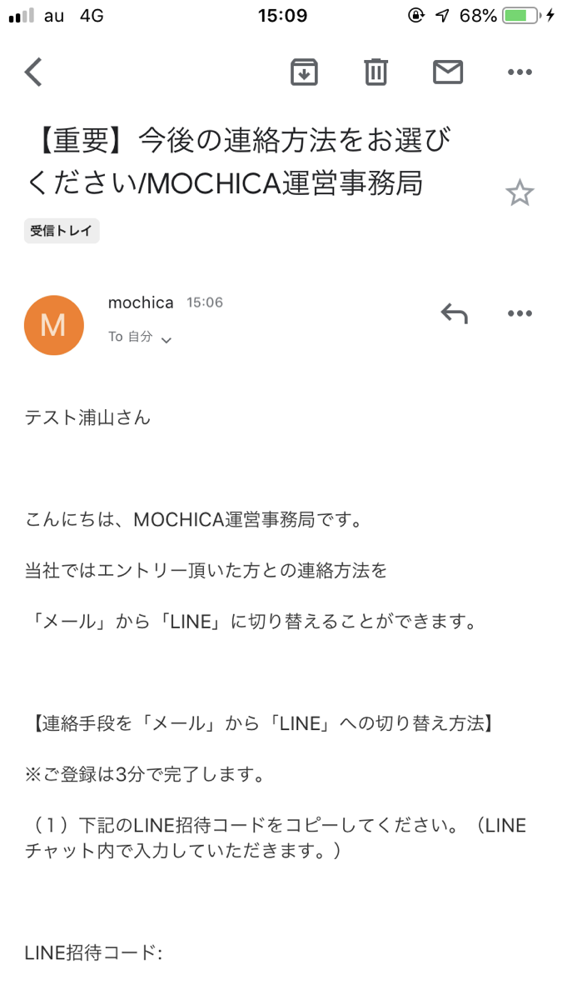 au 4G 15:09 68%
【重要】今後の連絡方法をお選び
ください/MOCHICA運営事務局
受信トレイ
M
mochica 15:06
To 自分
テスト浦山さん
こんにちは、MOCHICA運営事務局です。
当社ではエントリー頂いた方との連絡方法を
「メール」から「LINE」に切り替えることができます。
【連絡手段を「メール」から「LINE」への切り替え方法】
※ご登録は3分で完了します。
（１）下記のLINE招待コードをコピーしてください。（LINE
チャット内で入力していただきます。）
LINE招待コード: